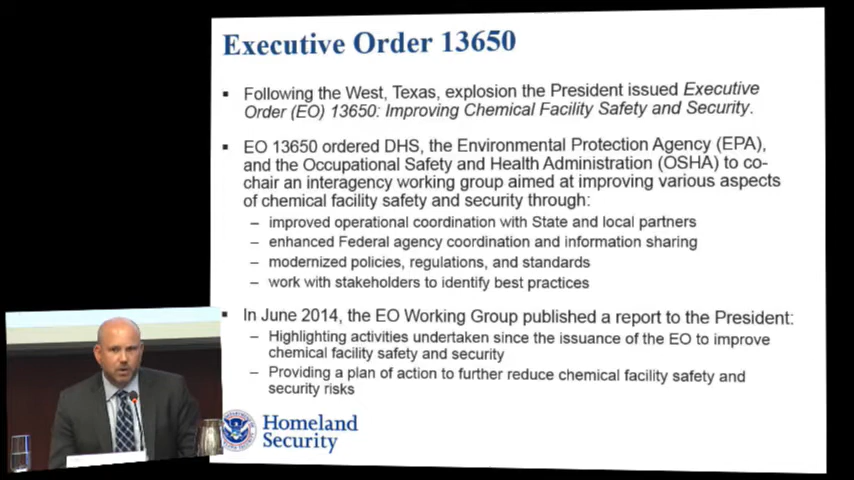 Executive Order 13650
▪ Following the West, Texas, explosion the President issued Executive
Order (EO) 13650: Improving Chemical Facility Safety and Security.
▪ EO 13650 ordered DHS, the Environmental Protection Agency (EPA),
and the Occupational Safety and Health Administration (OSHA) to co-
chair an interagency working group aimed at improving various aspects
of chemical facility safety and security through:
– improved operational coordination with State and local partners
– enhanced Federal agency coordination and information sharing
– modernized policies, regulations, and standards
– work with stakeholders to identify best practices
▪ In June 2014, the EO Working Group published a report to the President:
– Highlighting activities undertaken since the issuance of the EO to improve
chemical facility safety and security
– Providing a plan of action to further reduce chemical facility safety and
security risks
Homeland
Security